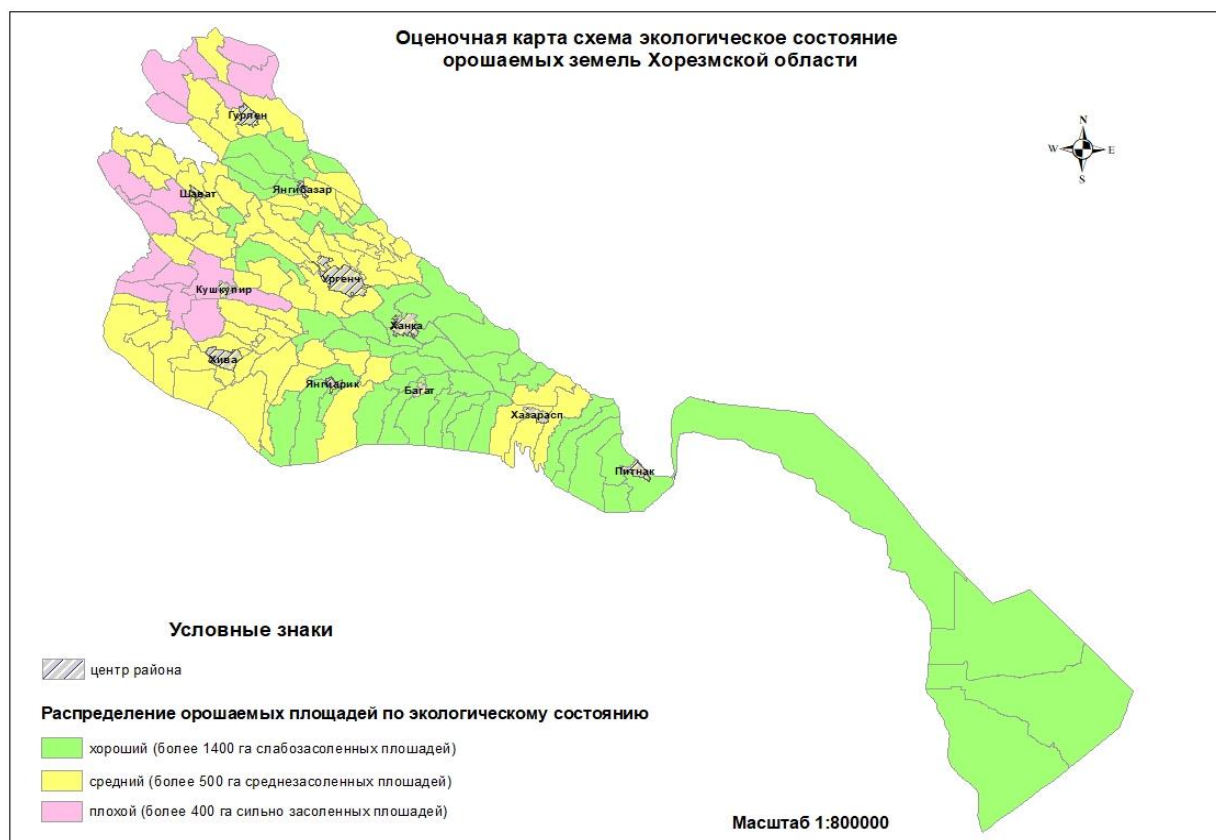 Оценочная карта схема экологическое состояние
орошаемых земель Хорезмской области
N
W E
S
Гурлен
Янгибазар
Шават
Ургенч
Кушкупир
Ханка
Хива
Янгиарик
Багат
Хазарасп
Питнак
Условные знаки
центр района
Распределение орошаемых площадей по экологическому состоянию
хороший (более 1400 га слабозасоленных площадей)
средний (более 500 га среднезасоленных площадей)
плохой (более 400 га сильно засоленных площадей)
Масштаб 1:800000